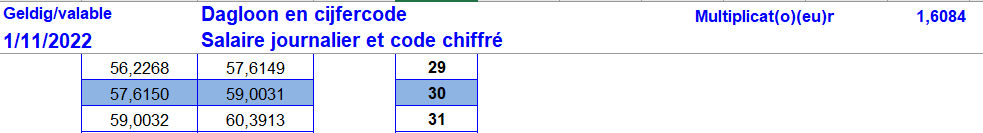 Geldig/valable Dagloon en cijfercode Multiplicat(o)(eu)r 1,6084
1/11/2022 Salaire journalier et code chiffré
56,2268 57,6149 29
57,6150 59,0031 30
59,0032 60,3913 31